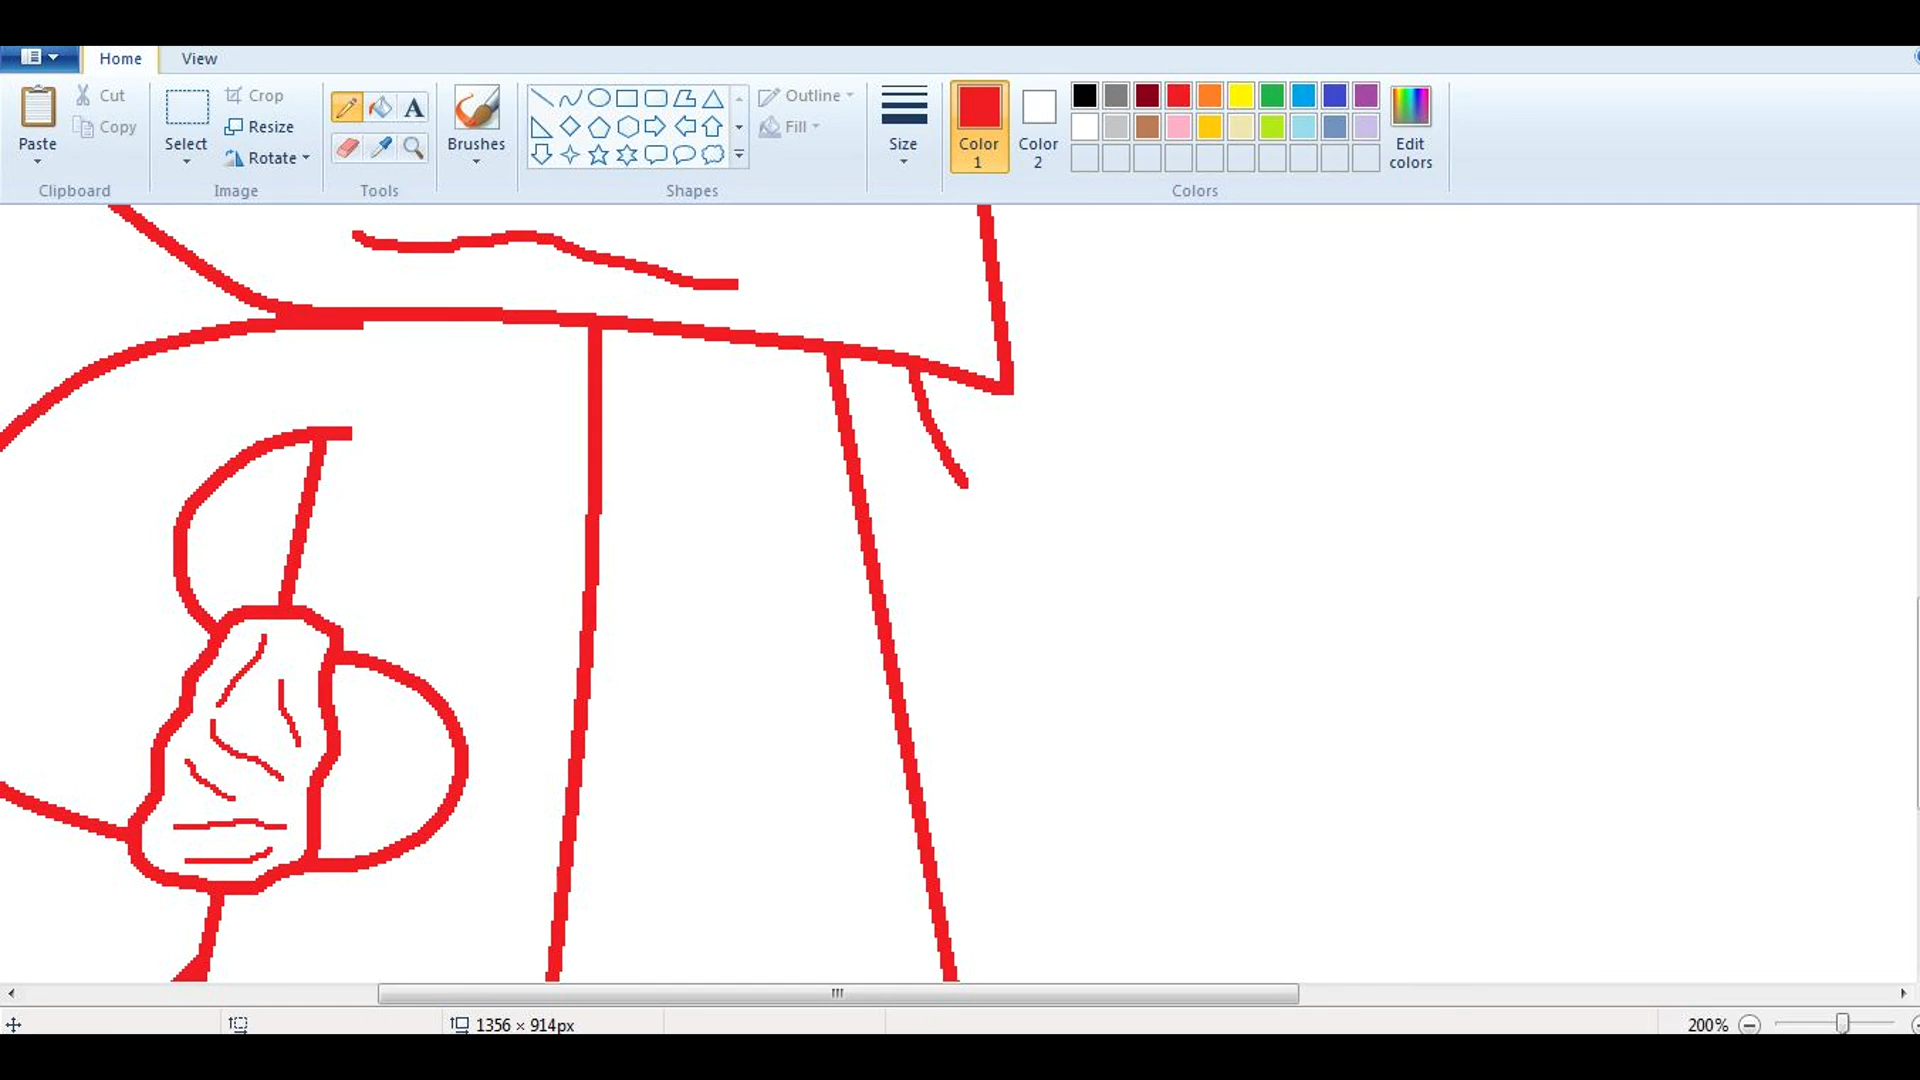 Home View
Paste Cut Copy Clipboard
Select Crop Resize Rotate Image
A Tools
Brushes
Shapes
Outline Fill
Size
Color 1 Color 2 Edit colors Colors
1356 × 914px 200%